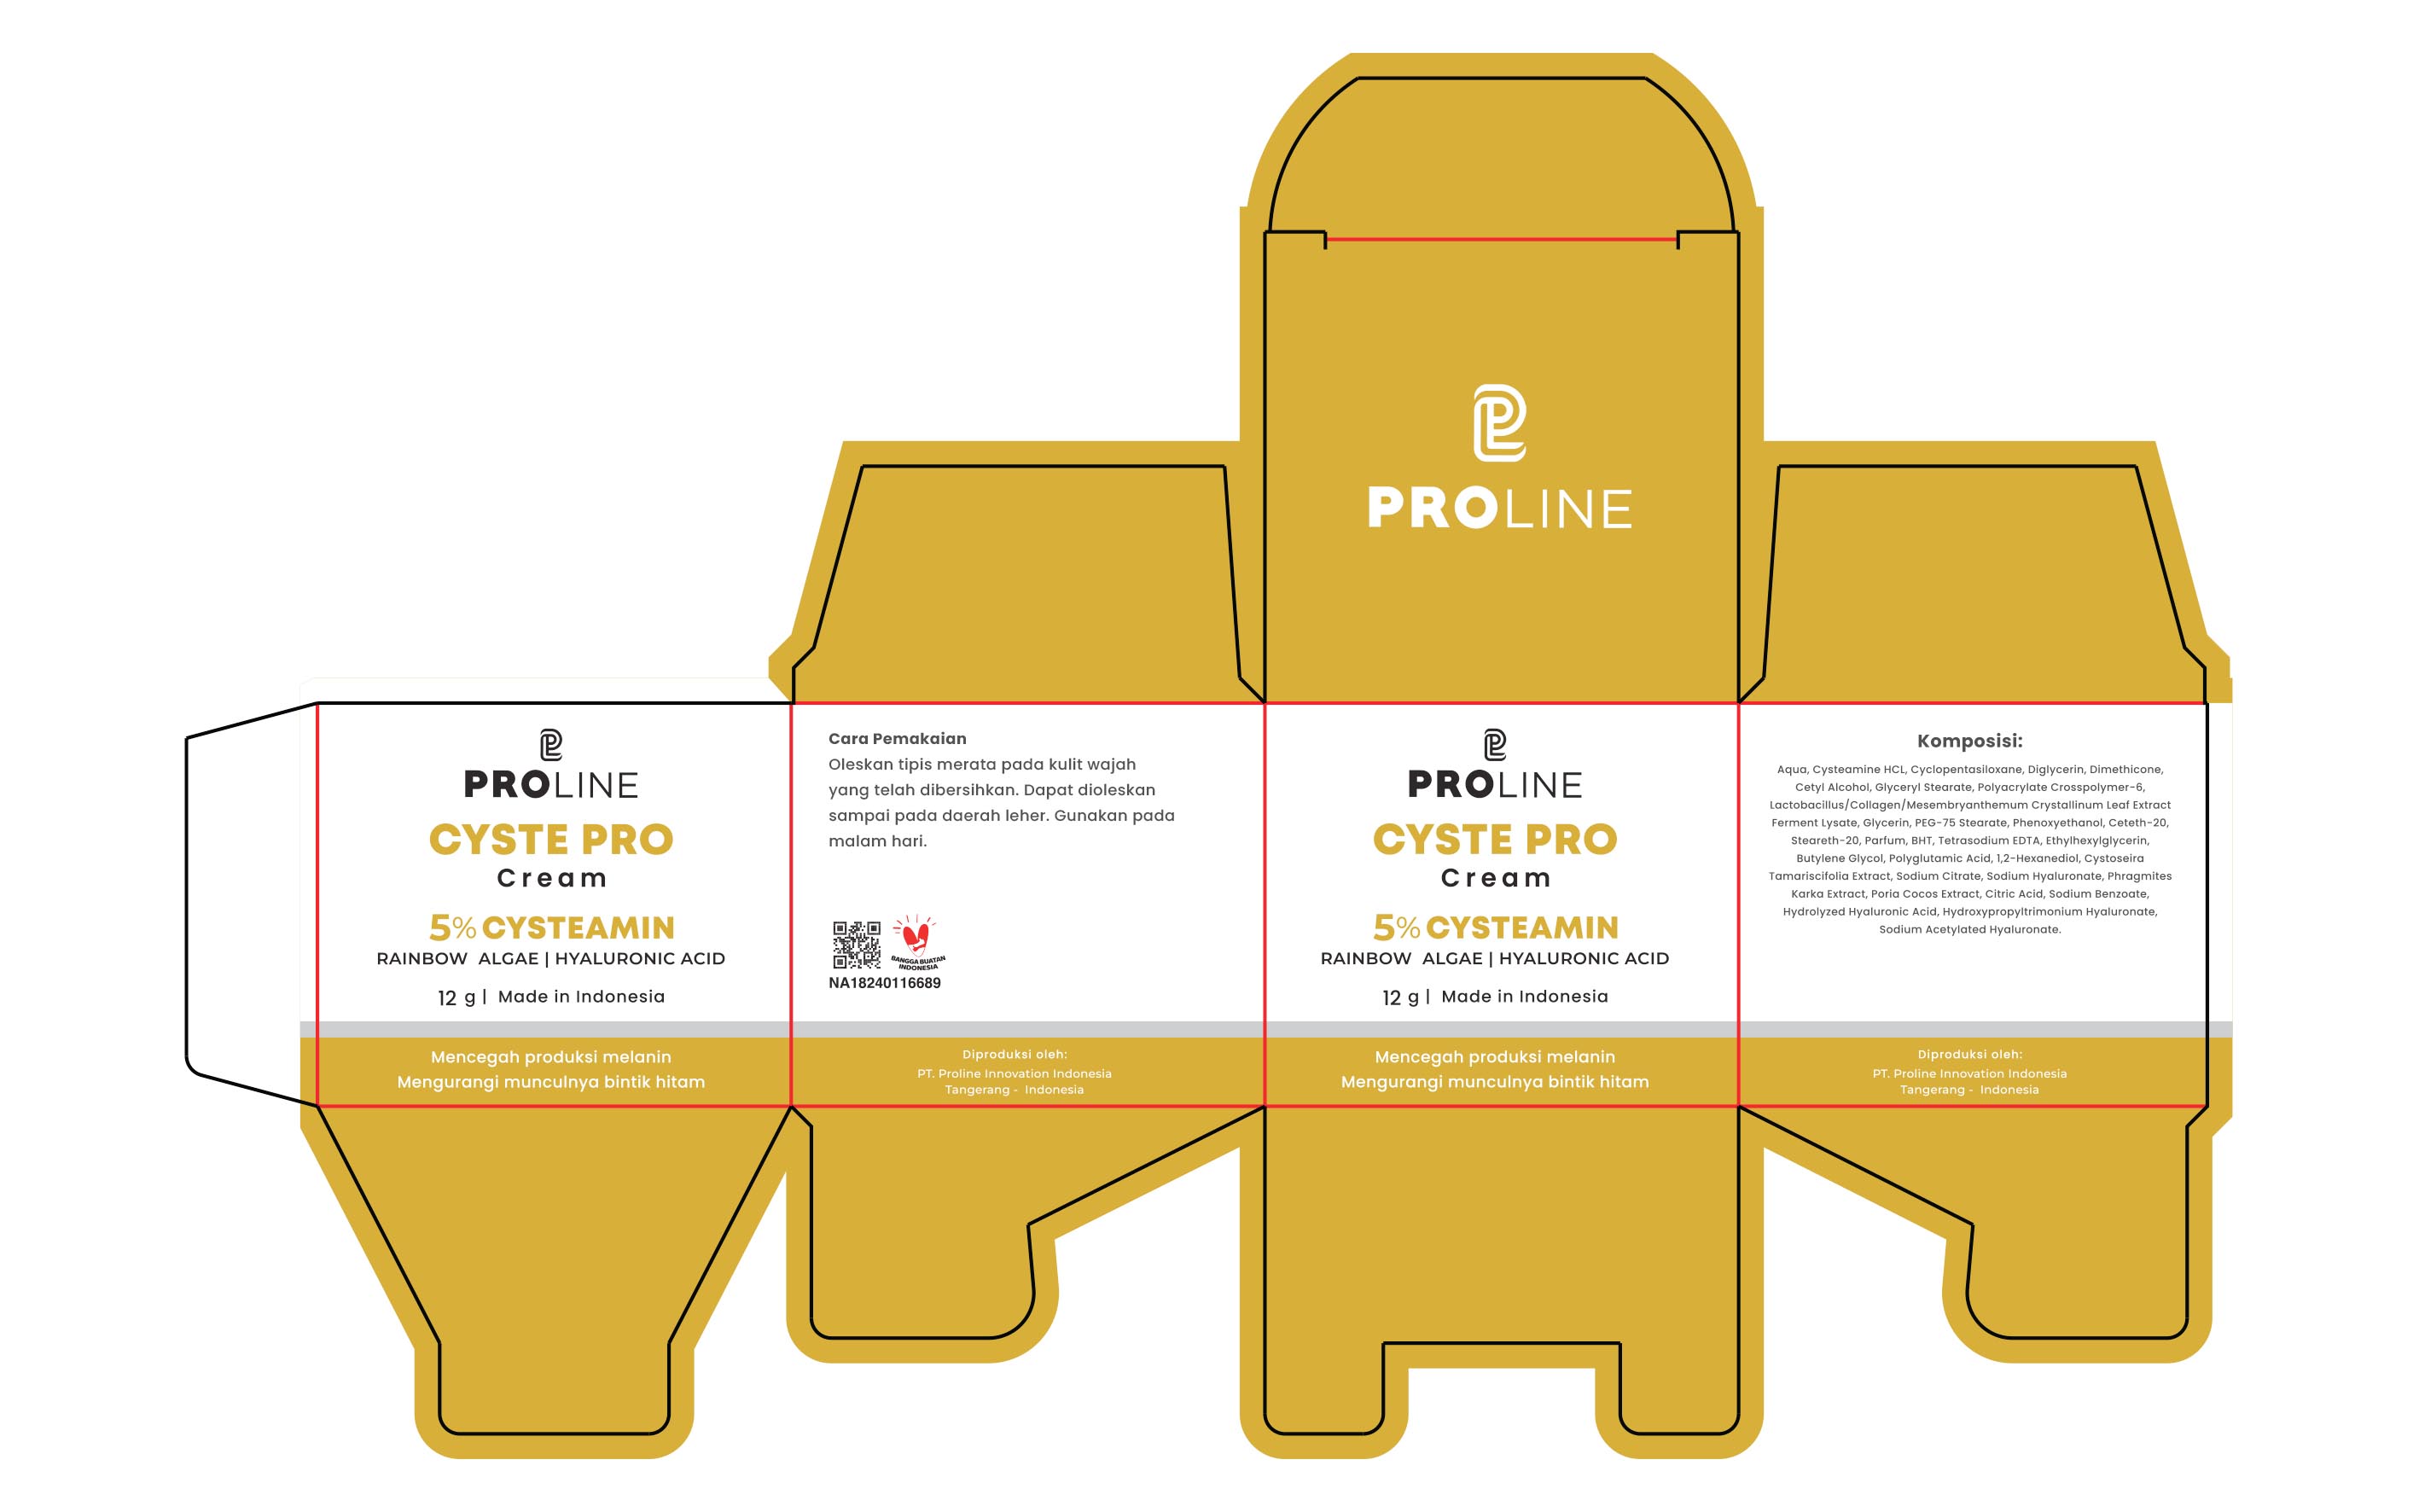 PROLINE
PROLINE
CYSTE PRO
Cream
5% CYSTEAMIN
RAINBOW ALGAE | HYALURONIC ACID
12 g | Made in Indonesia
Mencegah produksi melanin
Mengurangi munculnya bintik hitam
Cara Pemakaian
Oleskan tipis merata pada kulit wajah
yang telah dibersihkan. Dapat dioleskan
sampai pada daerah leher. Gunakan pada
malam hari.
BANGGA BUATAN
INDONESIA
NA18240116689
Diproduksi oleh:
PT. Proline Innovation Indonesia
Tangerang - Indonesia
PROLINE
CYSTE PRO
Cream
5% CYSTEAMIN
RAINBOW ALGAE | HYALURONIC ACID
12 g | Made in Indonesia
Mencegah produksi melanin
Mengurangi munculnya bintik hitam
Komposisi:
Aqua, Cysteamine HCL, Cyclopentasiloxane, Diglycerin, Dimethicone,
Cetyl Alcohol, Glyceryl Stearate, Polyacrylate Crosspolymer-6,
Lactobacillus/Collagen/Mesembryanthemum Crystallinum Leaf Extract
Ferment Lysate, Glycerin, PEG-75 Stearate, Phenoxyethanol, Ceteth-20,
Steareth-20, Parfum, BHT, Tetrasodium EDTA, Ethylhexylglycerin,
Butylene Glycol, Polyglutamic Acid, 1,2-Hexanediol, Cystoseira
Tamariscifolia Extract, Sodium Citrate, Sodium Hyaluronate, Phragmites
Karka Extract, Poria Cocos Extract, Citric Acid, Sodium Benzoate,
Hydrolyzed Hyaluronic Acid, Hydroxypropyltrimonium Hyaluronate,
Sodium Acetylated Hyaluronate.
Diproduksi oleh:
PT. Proline Innovation Indonesia
Tangerang - Indonesia